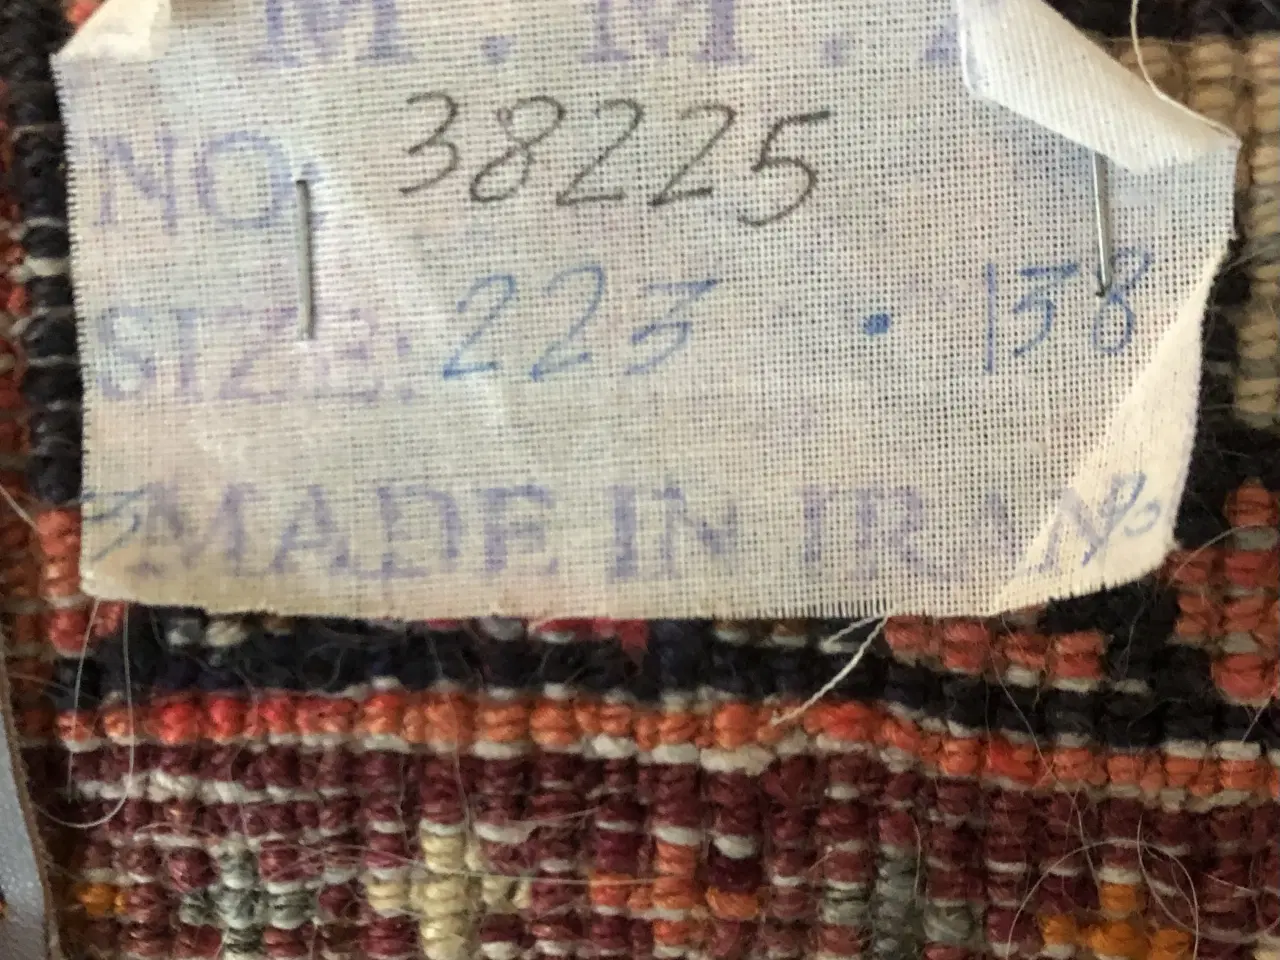 M.M.
NO. 38225
SIZE: 223 • 158
MADE IN IRAN